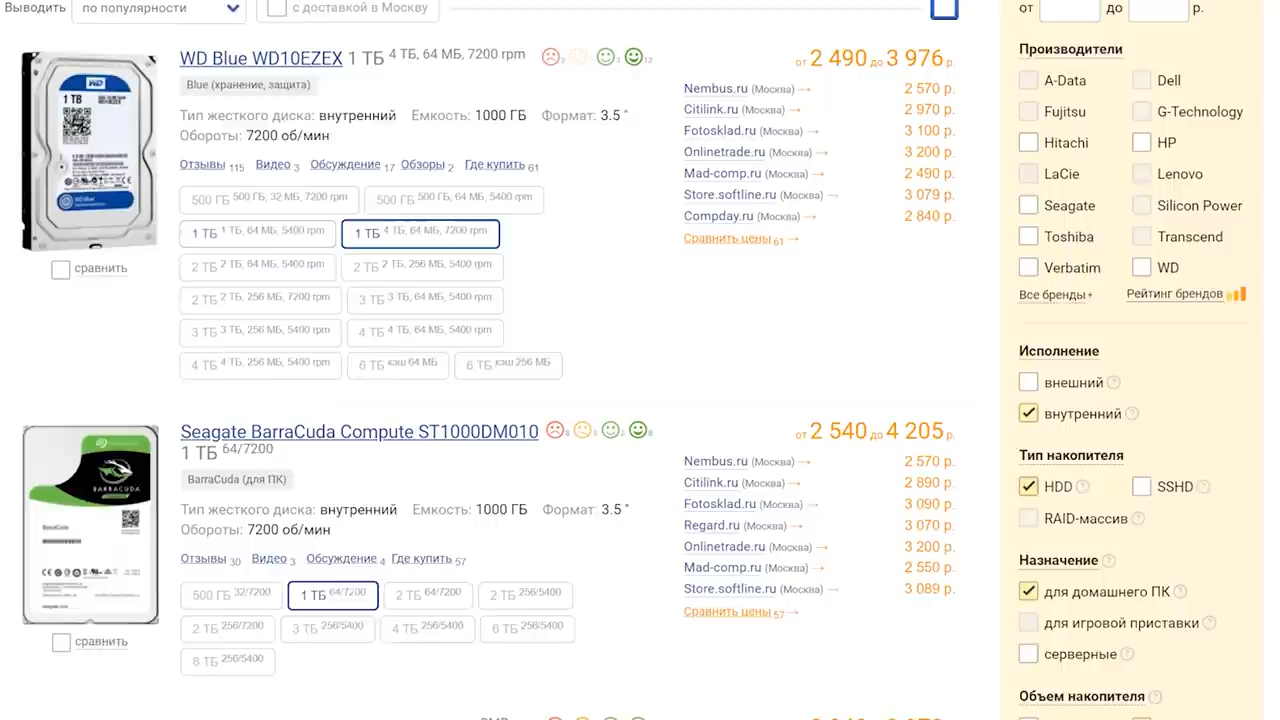 Выводить по популярности с доставкой в Москву
WD Blue WD10EZEX 1 ТБ 4 ТБ, 64 МБ, 7200 rpm 2 3 12
Blue (хранение, защита)
Тип жесткого диска: внутренний Емкость: 1000 ГБ Формат: 3.5 "
Обороты: 7200 об/мин
Отзывы 115 Видео 3 Обсуждение 17 Обзоры 2 Где купить 61
500 ГБ 500 ГБ, 32 МБ, 7200 rpm 500 ГБ 500 ГБ, 64 МБ, 5400 rpm
1 ТБ 1 ТБ, 64 МБ, 5400 rpm 1 ТБ 4 ТБ, 64 МБ, 7200 rpm
2 ТБ 2 ТБ, 64 МБ, 5400 rpm 2 ТБ 2 ТБ, 256 МБ, 5400 rpm
2 ТБ 2 ТБ, 256 МБ, 7200 rpm 3 ТБ 3 ТБ, 64 МБ, 5400 rpm
3 ТБ 3 ТБ, 256 МБ, 5400 rpm 4 ТБ 4 ТБ, 64 МБ, 5400 rpm
4 ТБ 4 ТБ, 256 МБ, 5400 rpm 6 ТБ кэш 64 МБ 6 ТБ кэш 256 МБ
WD
1 TB
сравнить
от 2 490 до 3 976 р.
Nembus.ru (Москва) → 2 570 р.
Citilink.ru (Москва) → 2 970 р.
Fotosklad.ru (Москва) → 3 100 р.
Onlinetrade.ru (Москва) → 3 200 р.
Mad-comp.ru (Москва) → 2 490 р.
Store.softline.ru (Москва) → 3 079 р.
Compday.ru (Москва) → 2 840 р.
Сравнить цены 61 →
Seagate BarraCuda Compute ST1000DM010
1 ТБ 64/7200
BarraCuda (для ПК)
Тип жесткого диска: внутренний Емкость: 1000 ГБ Формат: 3.5 "
Обороты: 7200 об/мин
Отзывы 30 Видео 3 Обсуждение 4 Где купить 57
500 ГБ 32/7200 1 ТБ 64/7200 2 ТБ 64/7200 2 ТБ 256/5400
2 ТБ 256/7200 3 ТБ 256/5400 4 ТБ 256/5400 6 ТБ 256/5400
8 ТБ 256/5400
BARRACUDA
BarraCuda
сравнить
от 2 540 до 4 205 р.
Nembus.ru (Москва) → 2 570 р.
Citilink.ru (Москва) → 2 890 р.
Fotosklad.ru (Москва) → 3 090 р.
Regard.ru (Москва) → 3 070 р.
Onlinetrade.ru (Москва) → 3 200 р.
Mad-comp.ru (Москва) → 2 550 р.
Store.softline.ru (Москва) → 3 089 р.
Сравнить цены 57 →
от до р.
Производители
A-Data Dell
Fujitsu G-Technology
Hitachi HP
LaCie Lenovo
Seagate Silicon Power
Toshiba Transcend
Verbatim WD
Все бренды+ Рейтинг брендов
Исполнение
внешний ?
внутренний ?
Тип накопителя
HDD ? SSHD ?
RAID-массив ?
Назначение ?
для домашнего ПК ?
для игровой приставки ?
серверные ?
Объем накопителя ?